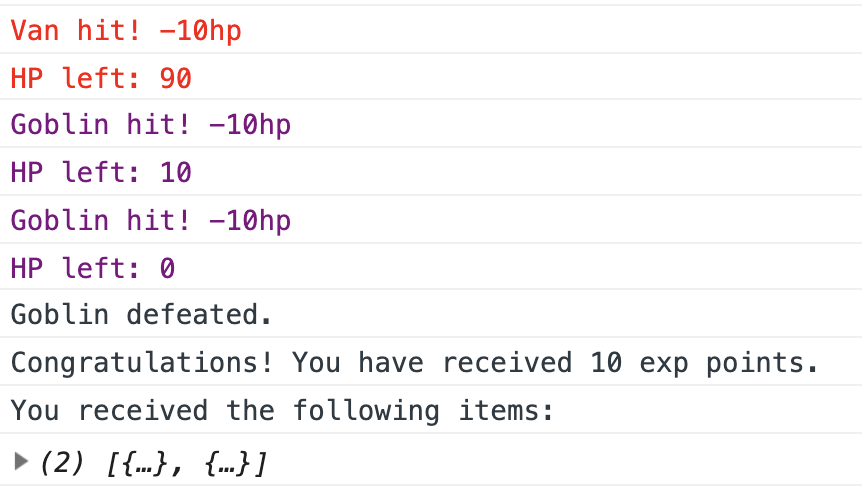 Van hit! -10hp
HP left: 90
Goblin hit! -10hp
HP left: 10
Goblin hit! -10hp
HP left: 0
Goblin defeated.
Congratulations! You have received 10 exp points.
You received the following items:
(2) [{…}, {…}]